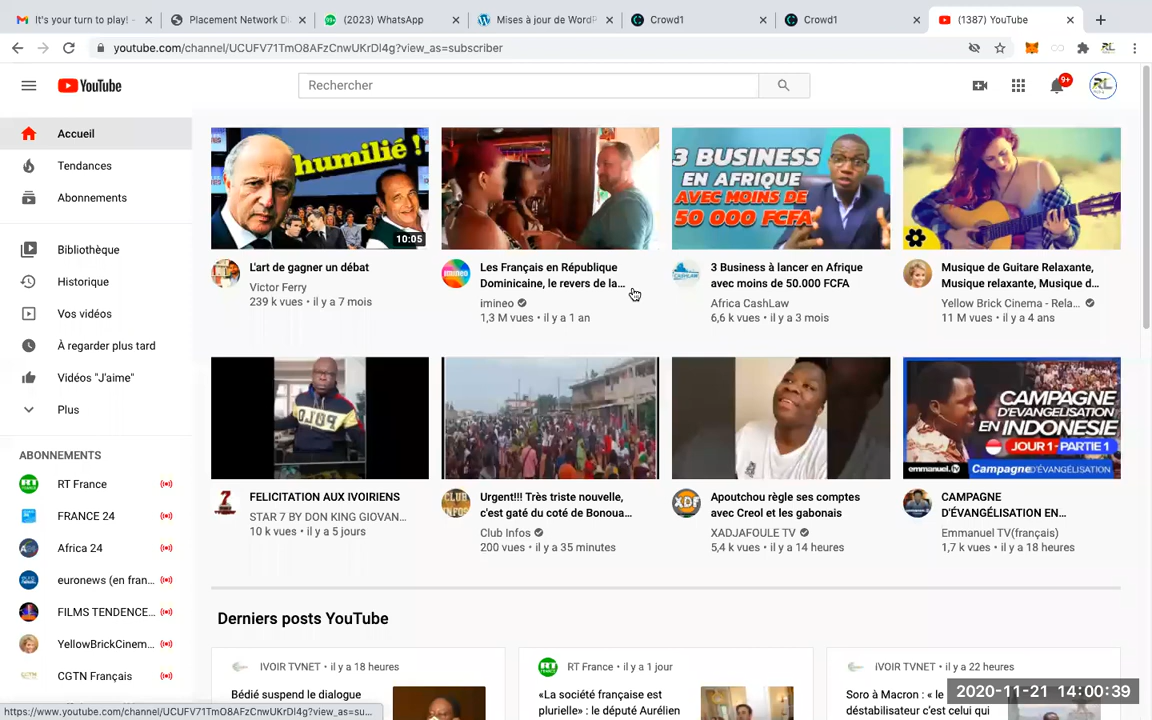 It's your turn to play! -
Placement Network Di
(2023) WhatsApp
Mises à jour de WordP
Crowd1
Crowd1
(1387) YouTube
youtube.com/channel/UCUFV71TmO8AFzCnwUKrDI4g?view_as=subscriber
YouTube
Rechercher
9+
Accueil
Tendances
Abonnements
Bibliothèque
Historique
Vos vidéos
À regarder plus tard
Vidéos "J'aime"
Plus
ABONNEMENTS
RT France
FRANCE 24
Africa 24
euronews (en fran...
FILMS TENDENCE...
YellowBrickCinem...
CGTN Français
humilié !
10:05
L'art de gagner un débat
Victor Ferry
239 k vues • il y a 7 mois
Les Français en République
Dominicaine, le revers de la...
imineo
1,3 M vues • il y a 1 an
3 BUSINESS
EN AFRIQUE
AVEC MOINS DE
50 000 FCFA
3 Business à lancer en Afrique
avec moins de 50.000 FCFA
Africa CashLaw
6,6 k vues • il y a 3 mois
Musique de Guitare Relaxante,
Musique relaxante, Musique d...
Yellow Brick Cinema - Rela...
11 M vues • il y a 4 ans
FELICITATION AUX IVOIRIENS
STAR 7 BY DON KING GIOVAN...
10 k vues • il y a 5 jours
Urgent!!! Très triste nouvelle,
c'est gaté du coté de Bonoua...
Club Infos
200 vues • il y a 35 minutes
Apoutchou règle ses comptes
avec Creol et les gabonais
XADJAFOULE TV
5,4 k vues • il y a 14 heures
CAMPAGNE
D'EVANGELISATION
EN INDONESIE
JOUR 1 - PARTIE 1
emmanuel.tv
Campagne D'ÉVANGÉLISATION
CAMPAGNE
D'ÉVANGÉLISATION EN...
Emmanuel TV(français)
1,7 k vues • il y a 18 heures
Derniers posts YouTube
IVOIR TVNET • il y a 18 heures
Bédié suspend le dialogue
RT France • il y a 1 jour
«La société française est
plurielle» : le député Aurélien
IVOIR TVNET • il y a 22 heures
Soro à Macron : « le
déstabilisateur c'est celui qui
https://www.youtube.com/channel/UCUFV71TmO8AFzCnwUKrDI4g?view_as=su...
2020-11-21 14:00:39